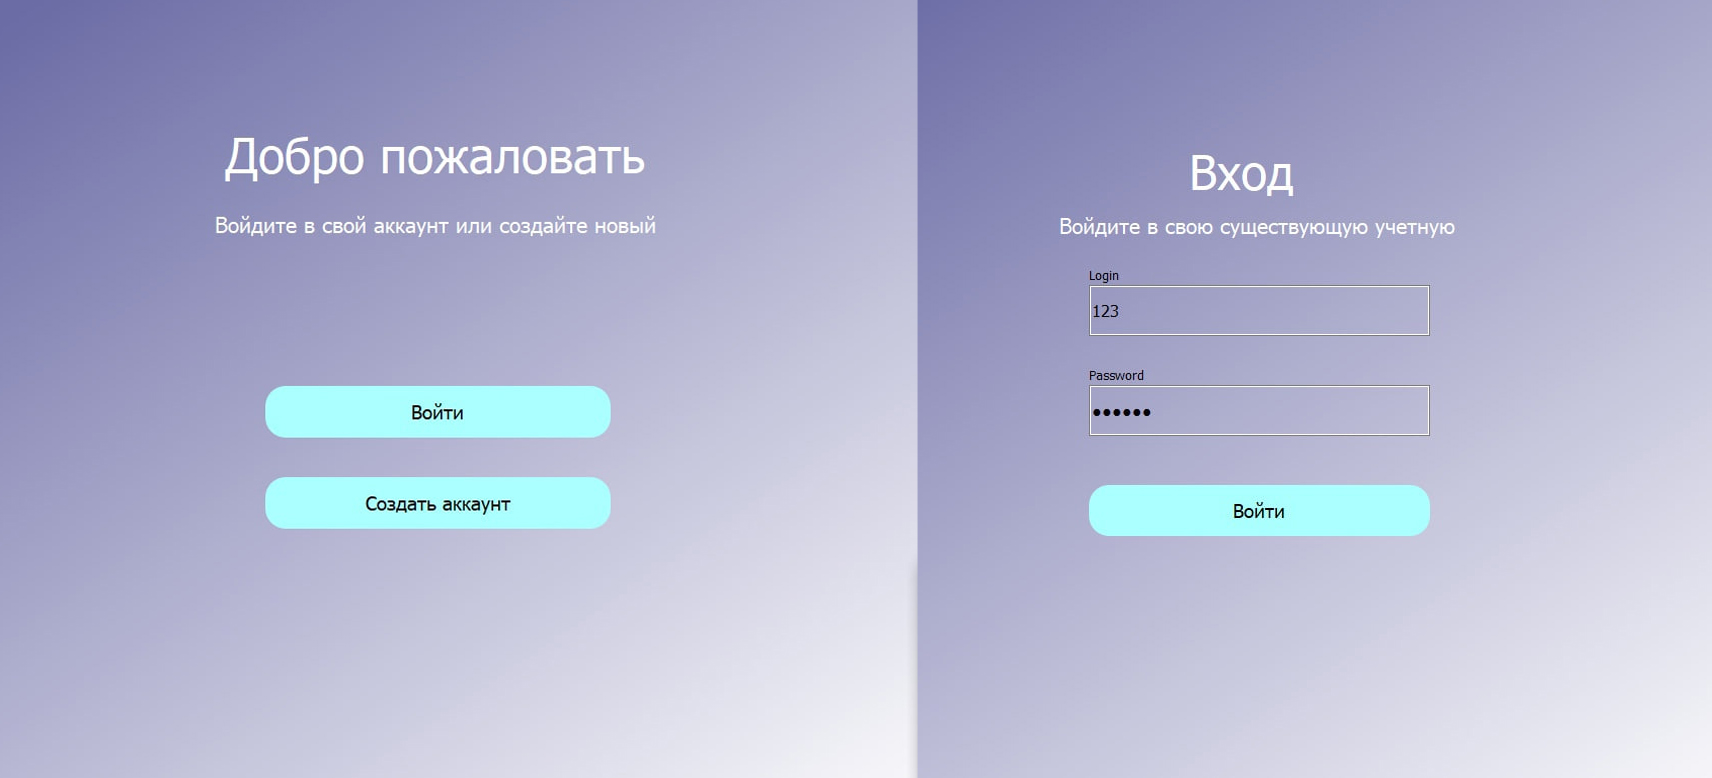 Добро пожаловать
Войдите в свой аккаунт или создайте новый
Войти
Создать аккаунт
Вход
Войдите в свою существующую учетную
Login
123
Password
••••••
Войти